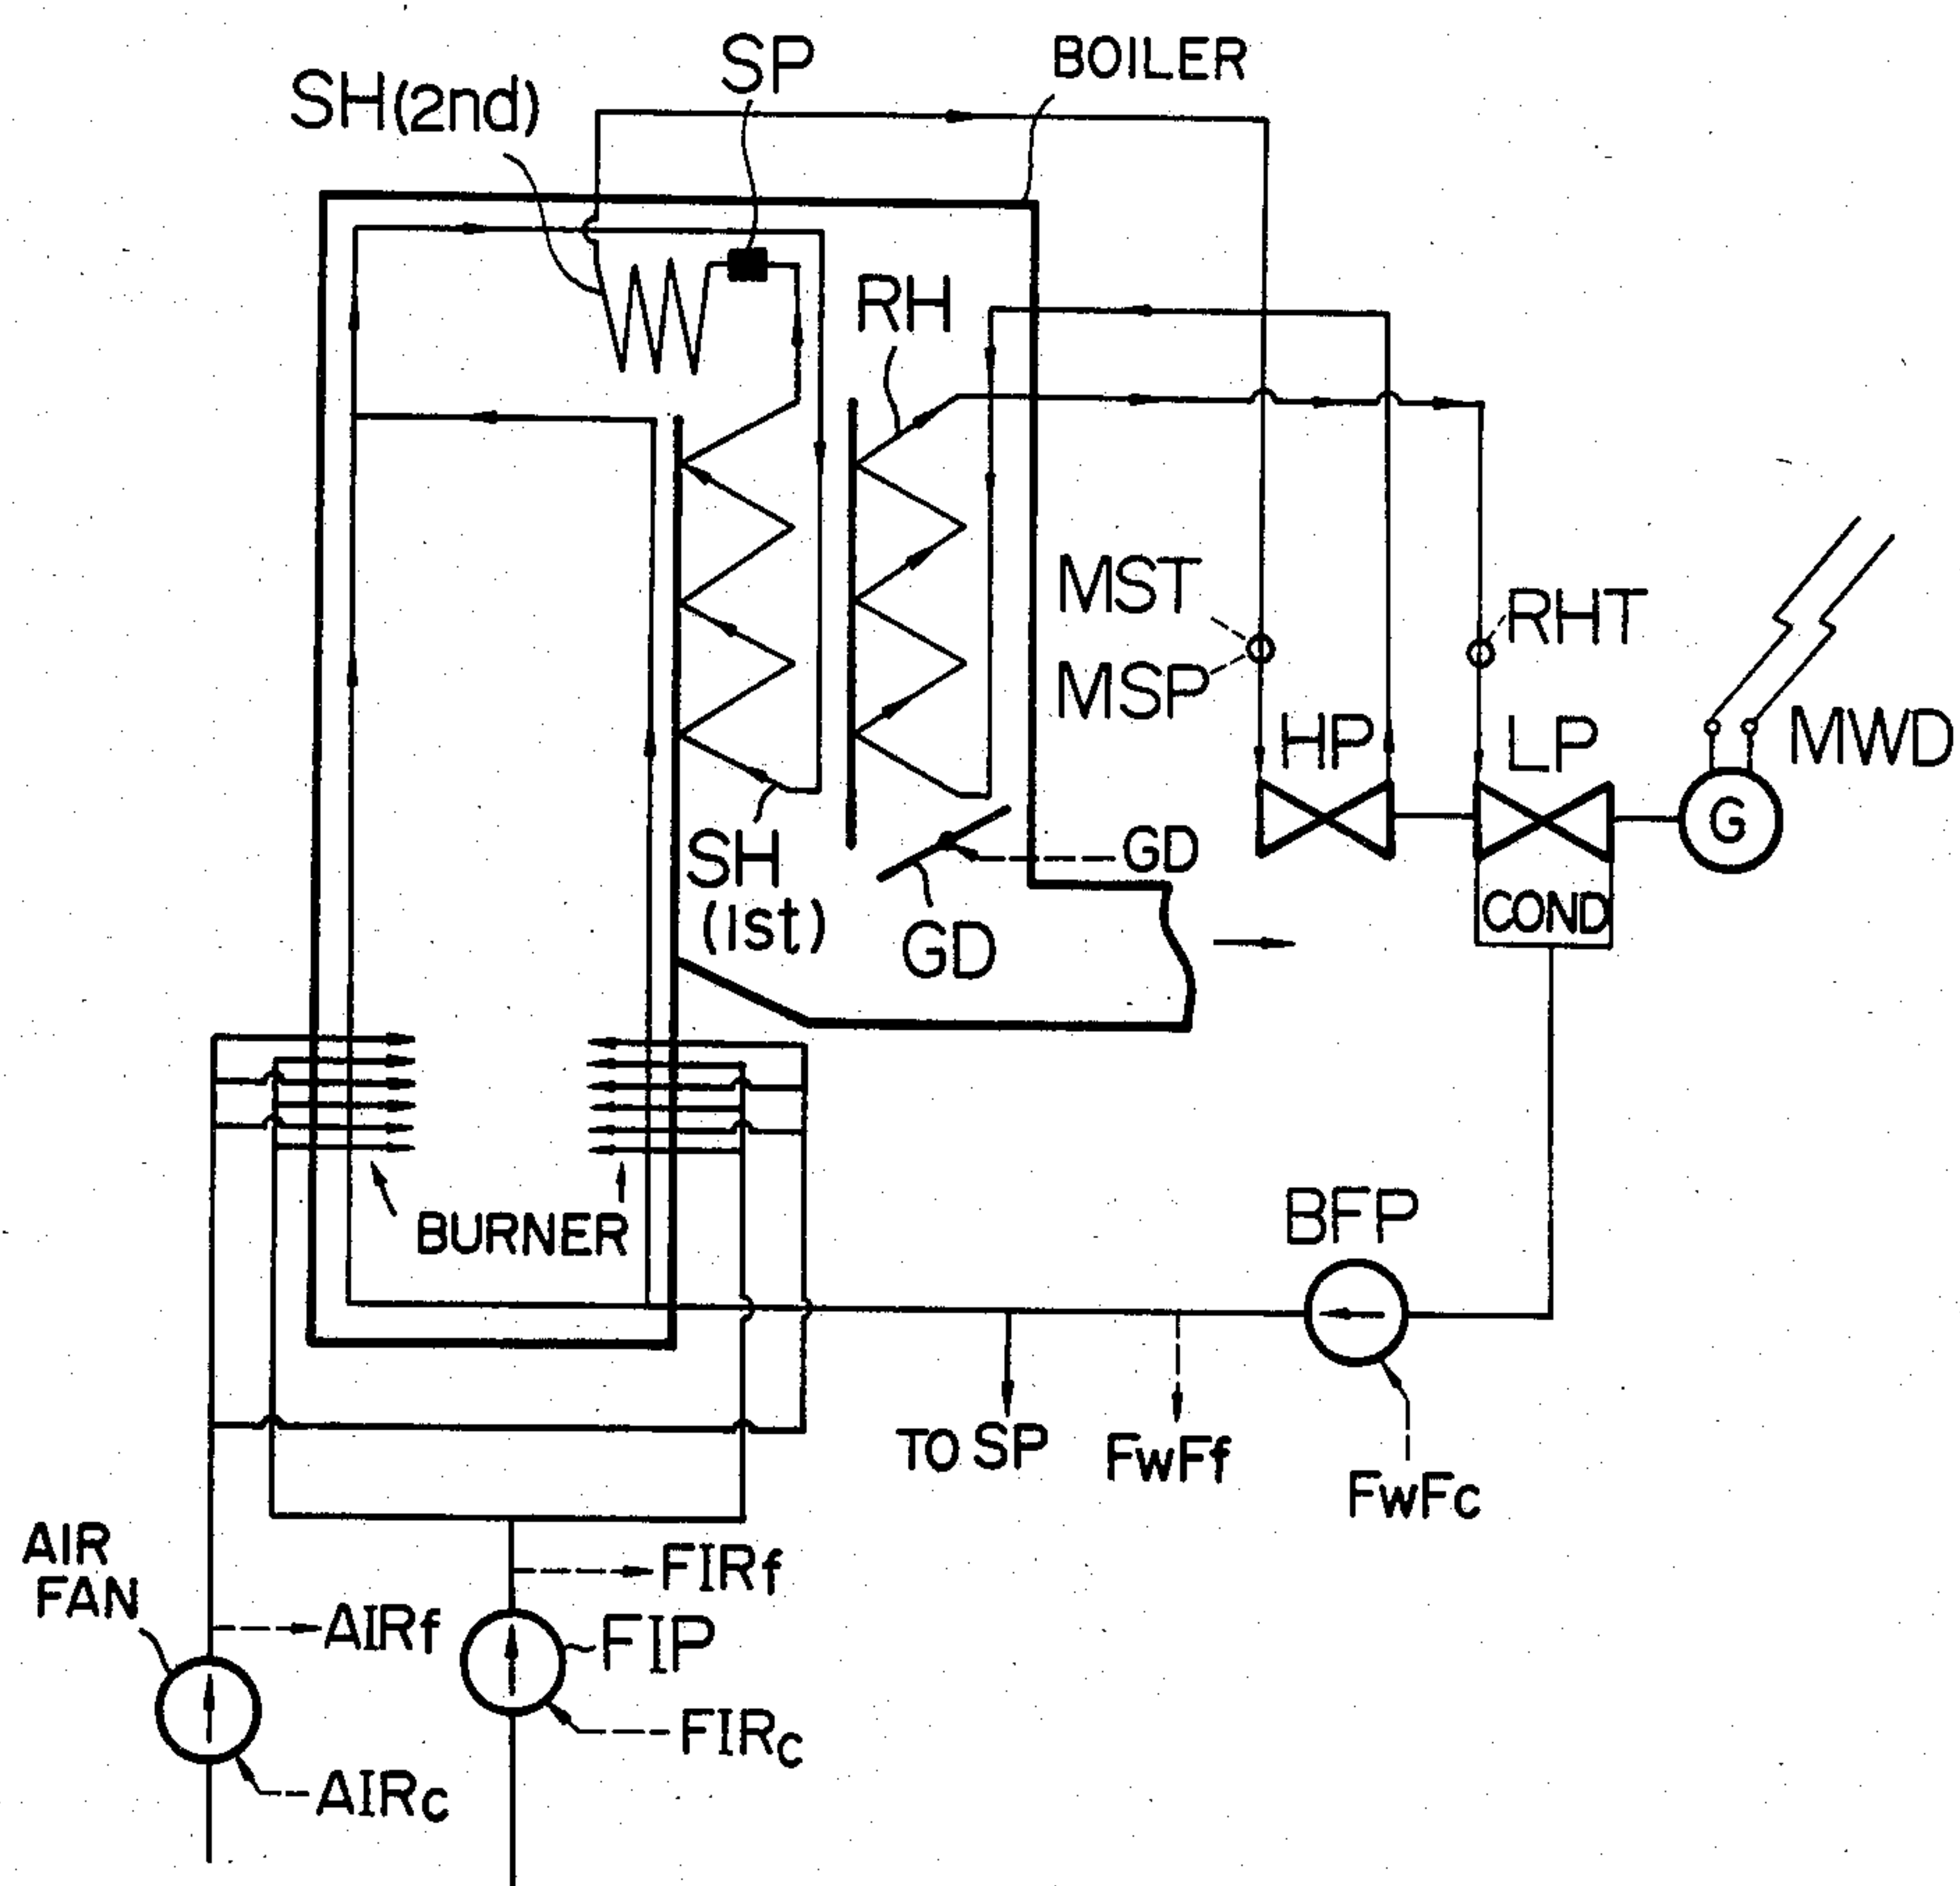 SP
BOILER
SH(2nd)
RH
MST
MSP
RHT
HP
LP
MWD
G
SH
(1st)
GD
GD
COND
BURNER
BFP
TO SP
FwFf
FwFc
AIR
FAN
FIRf
AIRf
FIP
FIRc
AIRc